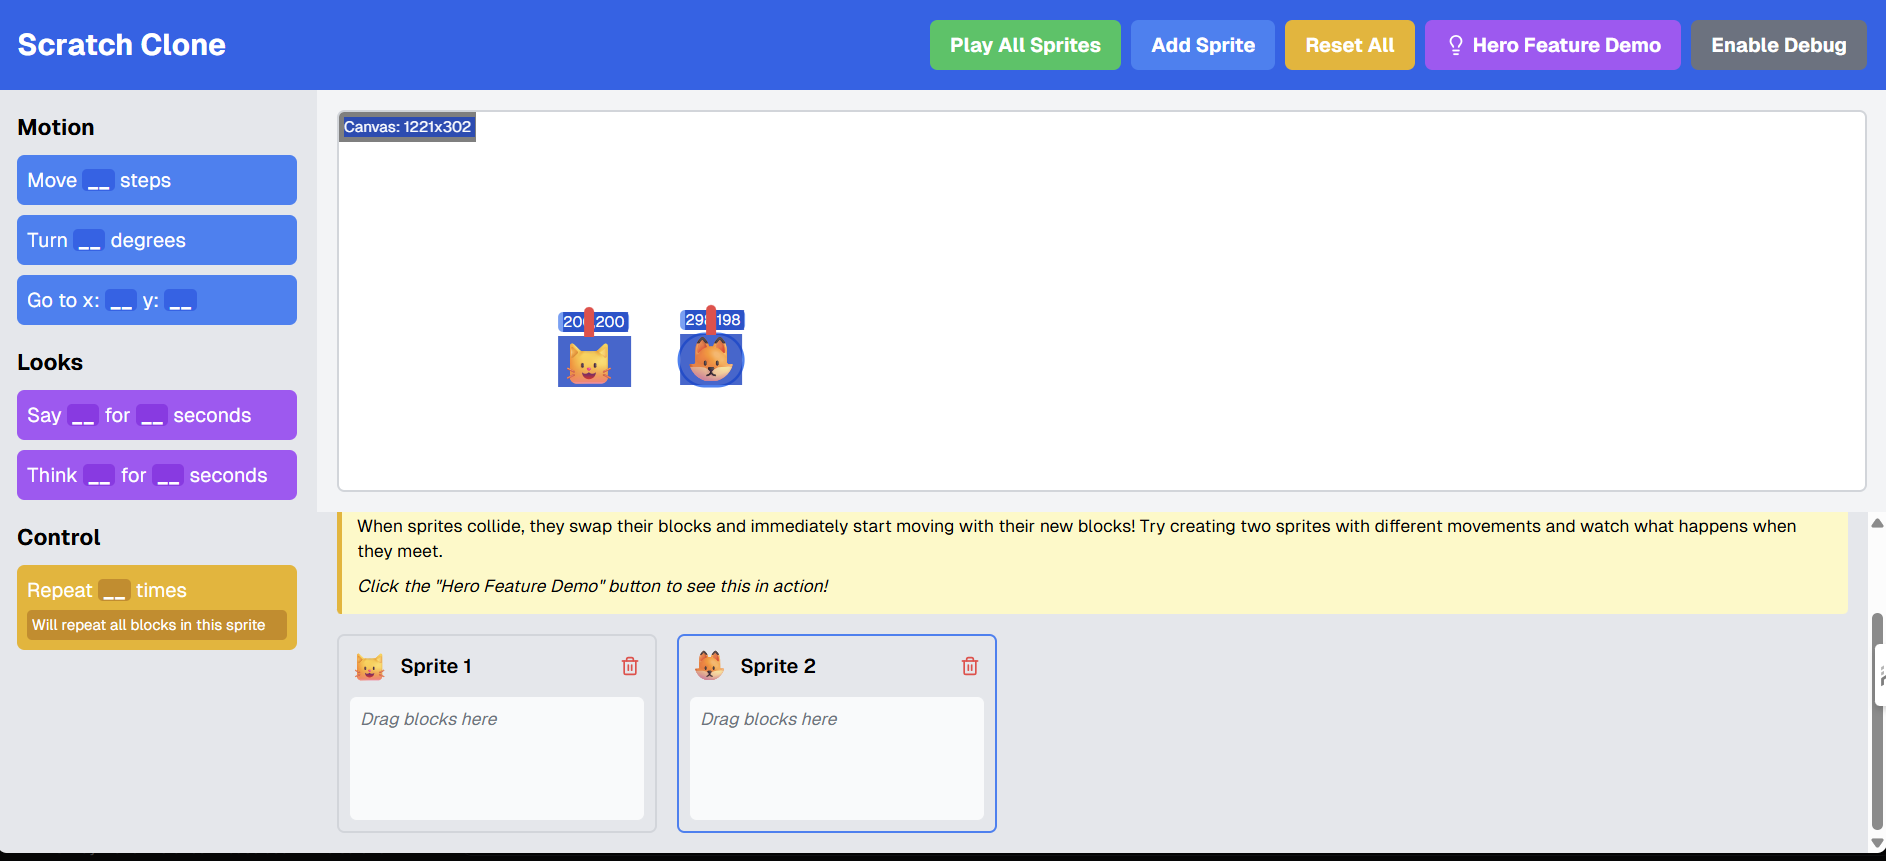 Scratch Clone
Play All Sprites
Add Sprite
Reset All
Hero Feature Demo
Enable Debug
Motion
Move __ steps
Turn __ degrees
Go to x: __ y: __
Looks
Say __ for __ seconds
Think __ for __ seconds
Control
Repeat __ times
Will repeat all blocks in this sprite
Canvas: 1221x302
200
198
When sprites collide, they swap their blocks and immediately start moving with their new blocks! Try creating two sprites with different movements and watch what happens when
they meet.
Click the "Hero Feature Demo" button to see this in action!
Sprite 1
Drag blocks here
Sprite 2
Drag blocks here